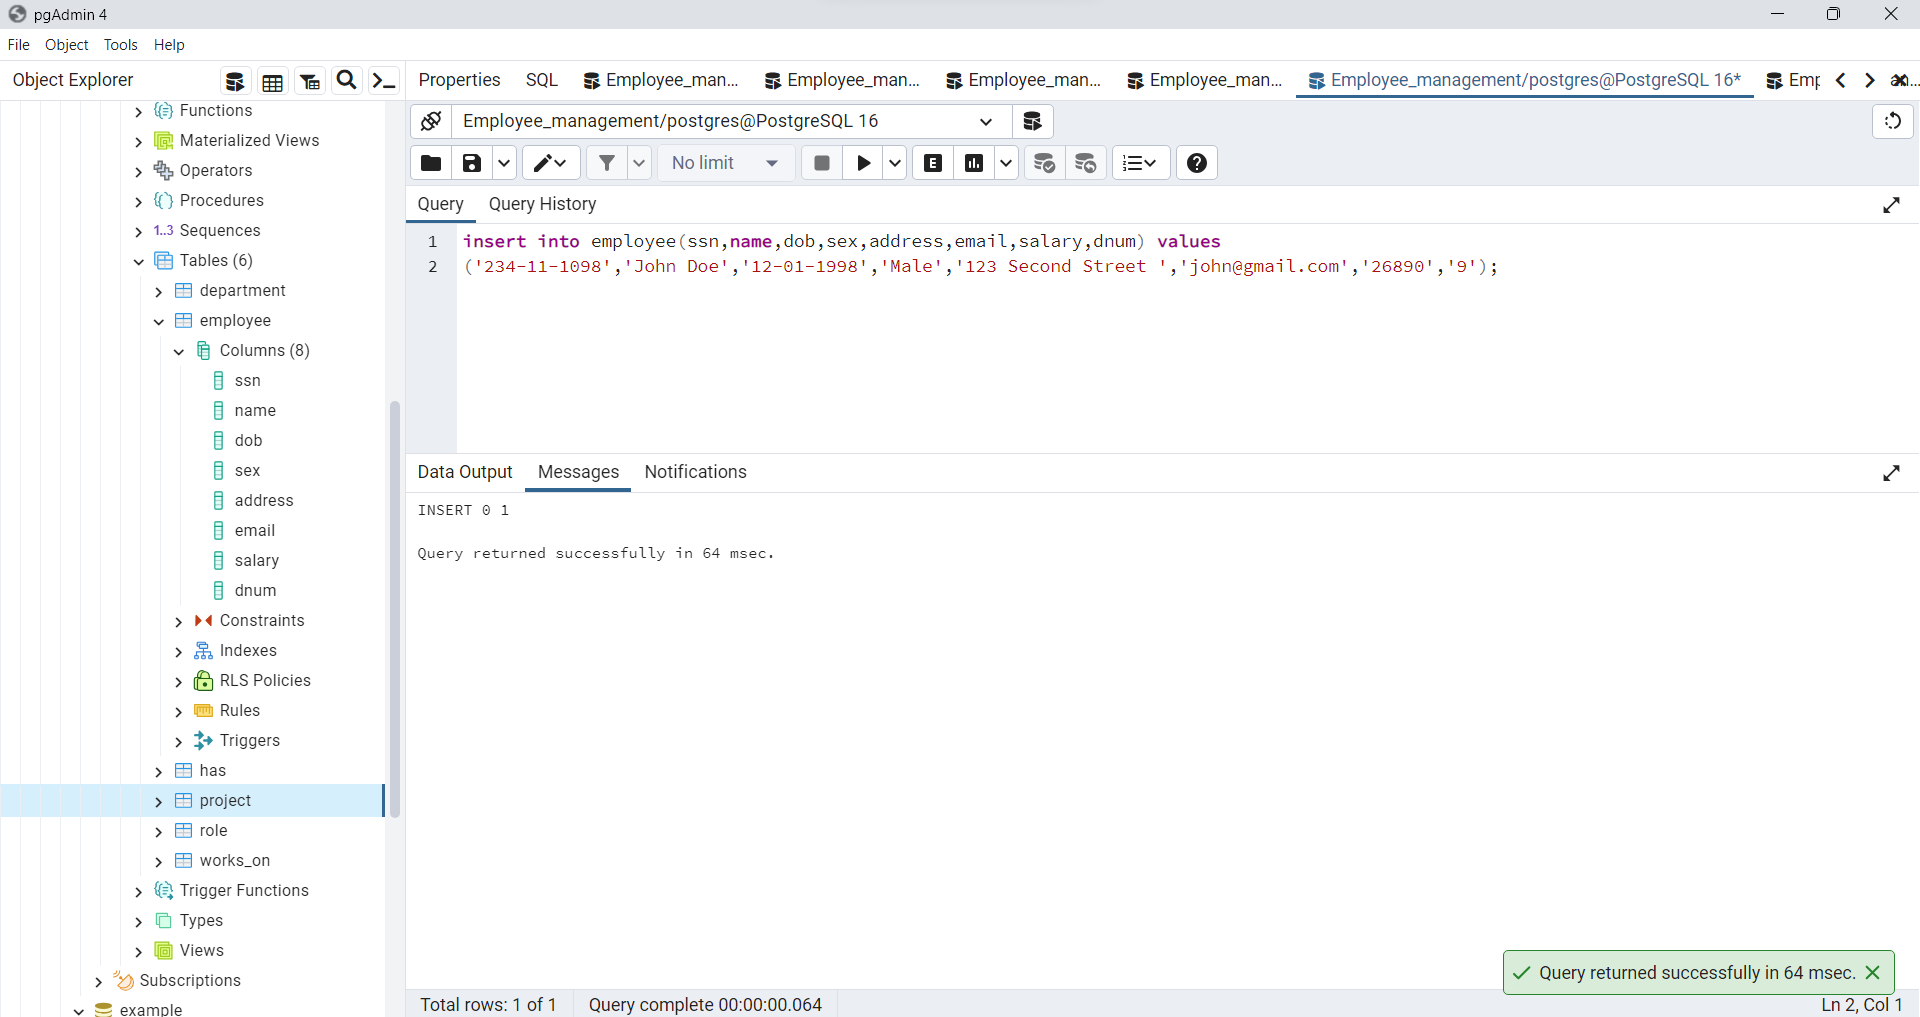 pgAdmin 4
File Object Tools Help
Object Explorer
Properties SQL Employee_man... Employee_man... Employee_man... Employee_man... Employee_management/postgres@PostgreSQL 16* Emp
Employee_management/postgres@PostgreSQL 16
No limit
E
Query Query History
1 insert into employee(ssn,name,dob,sex,address,email,salary,dnum) values
2 ('234-11-1098','John Doe','12-01-1998','Male','123 Second Street ','john@gmail.com','26890','9');
Functions
Materialized Views
Operators
Procedures
1..3 Sequences
Tables (6)
department
employee
Columns (8)
ssn
name
dob
sex
address
email
salary
dnum
Constraints
Indexes
RLS Policies
Rules
Triggers
has
project
role
works_on
Trigger Functions
Types
Views
Subscriptions
example
Data Output Messages Notifications
INSERT 0 1
Query returned successfully in 64 msec.
Query returned successfully in 64 msec.
Total rows: 1 of 1 Query complete 00:00:00.064 Ln 2, Col 1